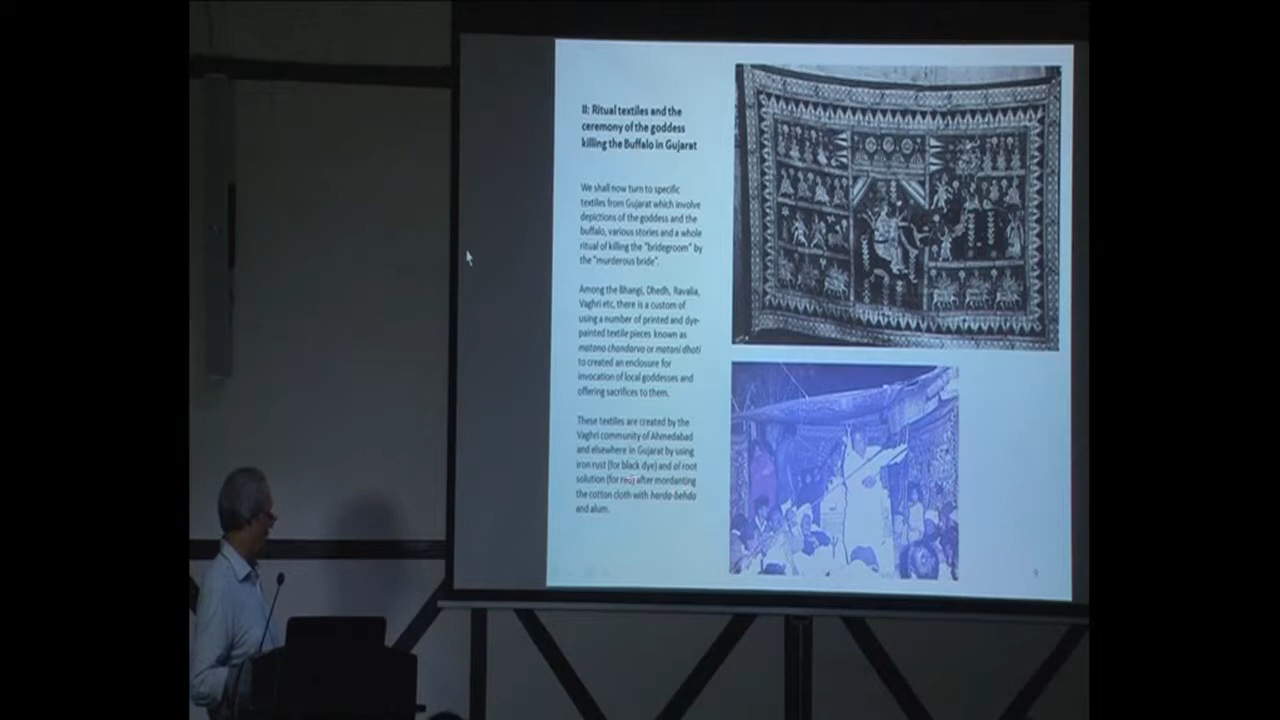 II: Ritual textiles and the
ceremony of the goddess
killing the Buffalo in Gujarat
We shall now turn to specific
textiles from Gujarat which involve
depictions of the goddess and the
buffalo, various stories and a whole
ritual of killing the "bridegroom" by
the "murderous bride".
Among the Bhangi, Dhedh, Ravalia,
Vaghri etc, there is a custom of
using a number of printed and dye-
painted textile pieces known as
matano chandarvo or matani dhoti
to created an enclosure for
invocation of local goddesses and
offering sacrifices to them.
These textiles are created by the
Vaghri community of Ahmedabad
and elsewhere in Gujarat by using
iron rust (for black dye) and al root
solution (for red) after mordanting
the cotton cloth with harda-behda
and alum.
9